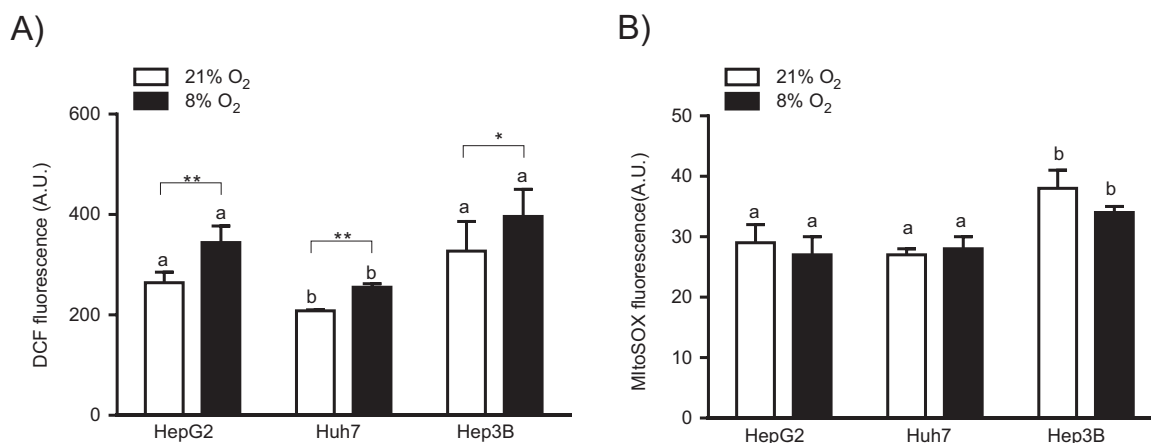 A)
21% O2
8% O2
DCF fluorescence (A.U.)
600
400
200
0
**
**
*
a
a
b
b
a
a
HepG2
Huh7
Hep3B
B)
21% O2
8% O2
MItoSOX fluorescence(A.U.)
50
40
30
20
10
0
a
a
a
a
b
b
HepG2
Huh7
Hep3B